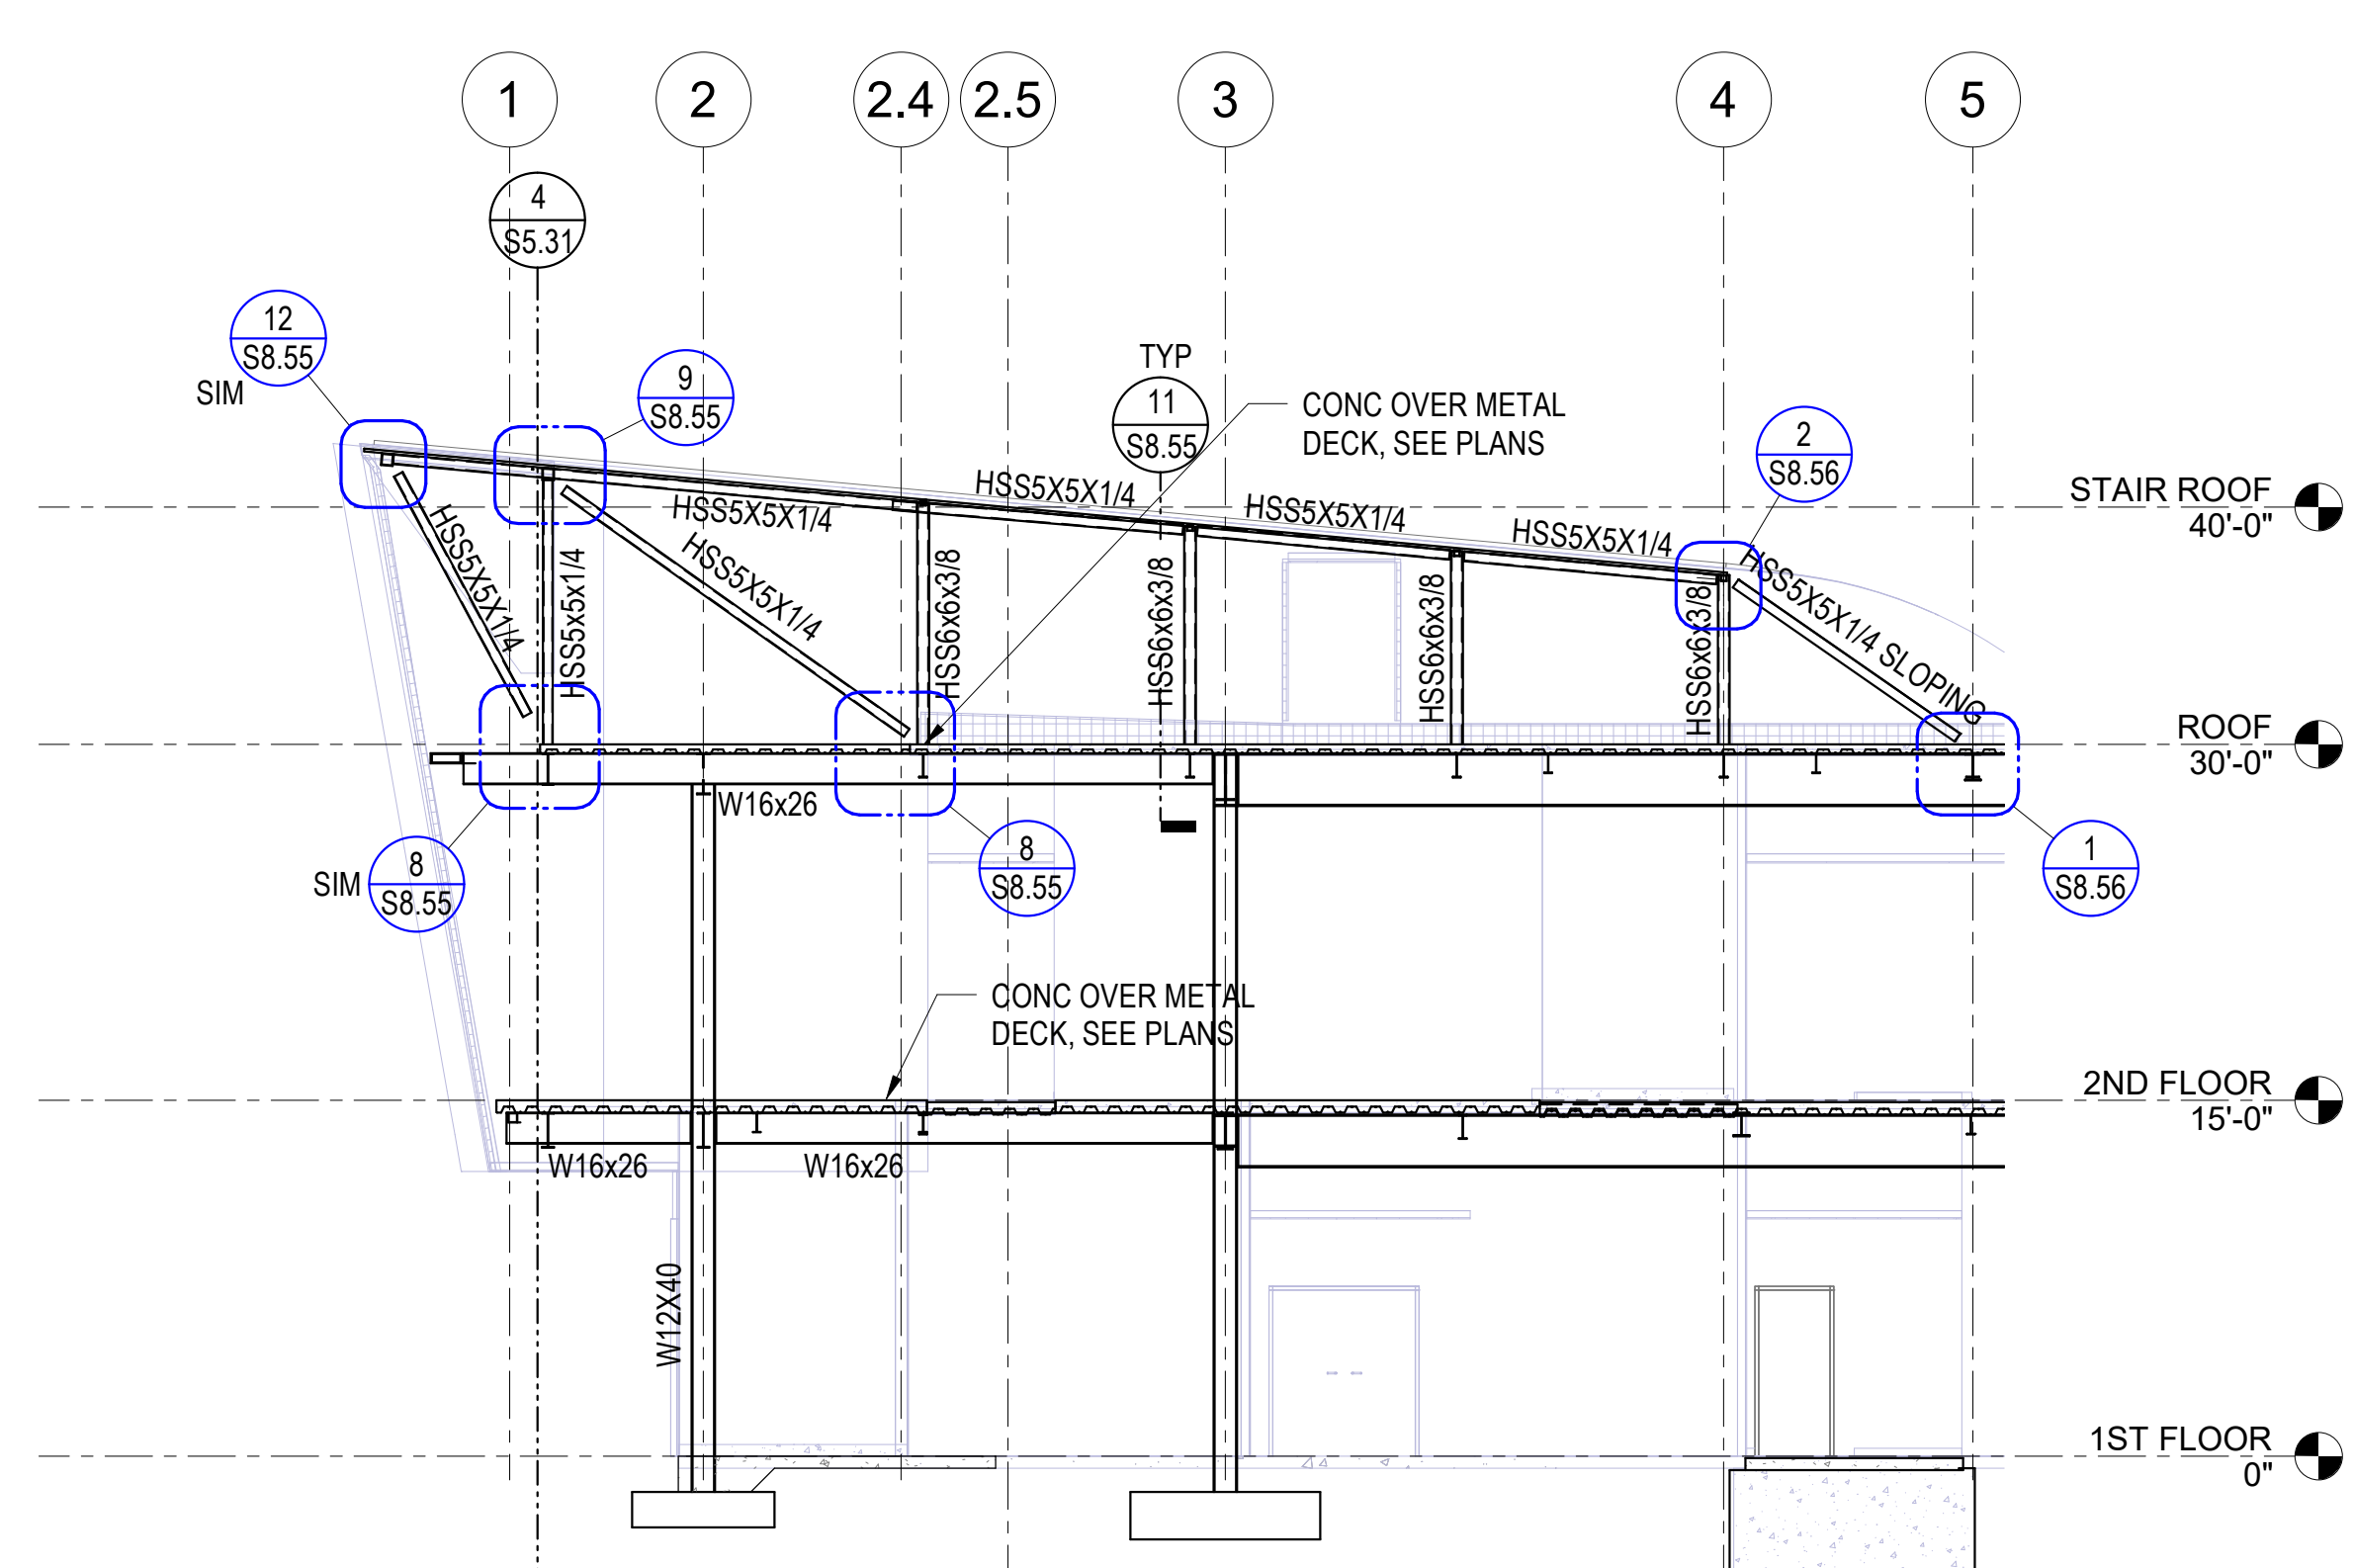 1
2
2.4
2.5
3
4
5
4
S5.31
12
S8.55
SIM
9
S8.55
TYP
11
S8.55
CONC OVER METAL
DECK, SEE PLANS
2
S8.56
STAIR ROOF
40'-0"
HSS5X5X1/4
HSS5X5X1/4
HSS5X5X1/4
HSS5X5X1/4
HSS5X5X1/4
HSS5x5x1/4
HSS5X5X1/4
HSS6x6x3/8
HSS6x6x3/8
HSS6x6x3/8
HSS6x6x3/8
HSS5X5X1/4 SLOPING
ROOF
30'-0"
W16x26
SIM
8
S8.55
8
S8.55
1
S8.56
CONC OVER METAL
DECK, SEE PLANS
2ND FLOOR
15'-0"
W16x26
W16x26
W12X40
1ST FLOOR
0"